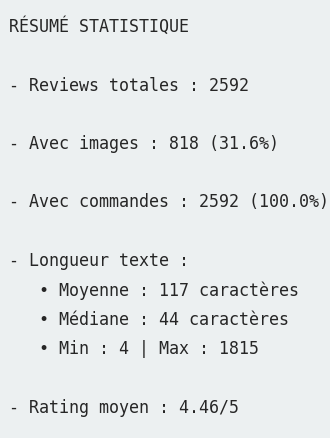 RÉSUMÉ STATISTIQUE
- Reviews totales : 2592
- Avec images : 818 (31.6%)
- Avec commandes : 2592 (100.0%)
- Longueur texte :
• Moyenne : 117 caractères
• Médiane : 44 caractères
• Min : 4 | Max : 1815
- Rating moyen : 4.46/5